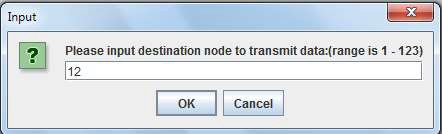 Input
Please input destination node to transmit data:(range is 1 - 123)
12
OK Cancel